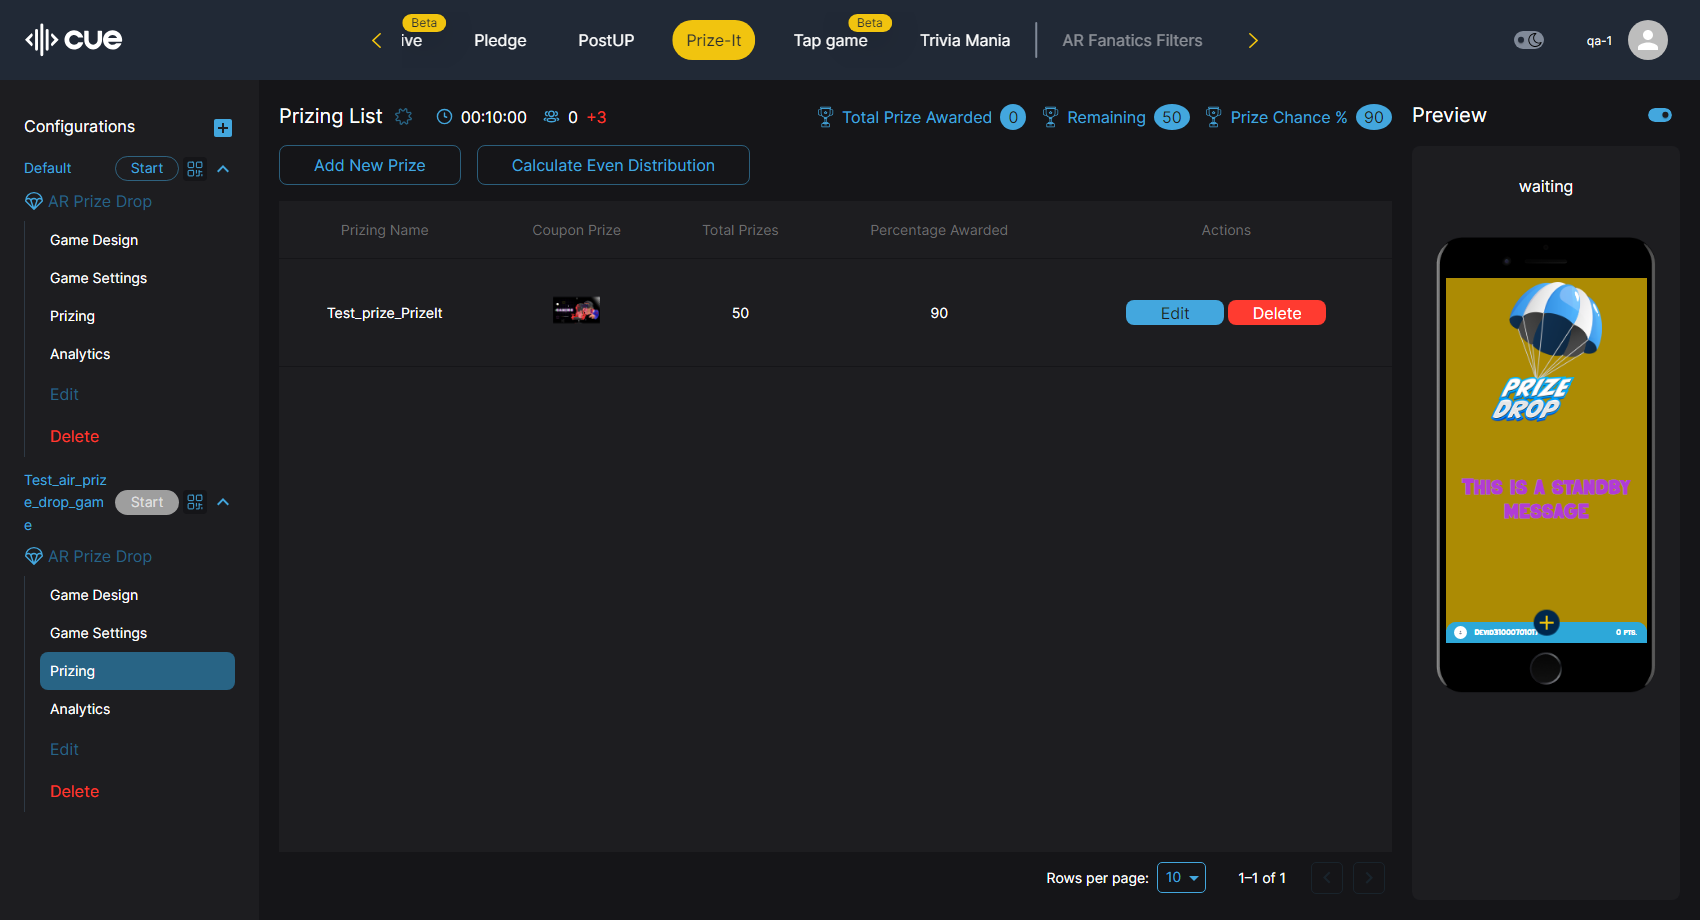 cue
Beta
ive
Pledge
PostUP
Prize-It
Beta
Tap game
Trivia Mania
AR Fanatics Filters
qa-1
Configurations
Default
Start
AR Prize Drop
Game Design
Game Settings
Prizing
Analytics
Edit
Delete
Test_air_priz
e_drop_gam
e
Start
AR Prize Drop
Game Design
Game Settings
Prizing
Analytics
Edit
Delete
Prizing List
00:10:00
0 +3
Total Prize Awarded 0
Remaining 50
Prize Chance % 90
Add New Prize
Calculate Even Distribution
Prizing Name
Coupon Prize
Total Prizes
Percentage Awarded
Actions
Test_prize_PrizeIt
50
90
Edit
Delete
Rows per page: 10
1–1 of 1
Preview
waiting
PRIZE
DROP
THIS IS A STANDBY
MESSAGE
0 PTS.